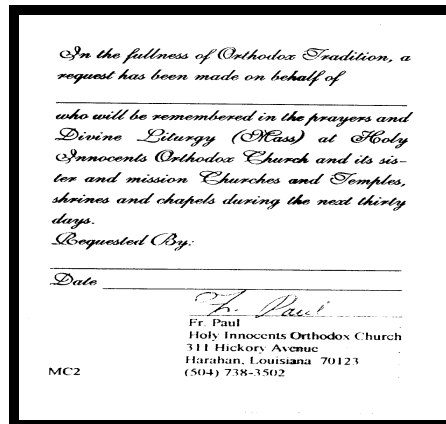 In the fullness of Orthodox Tradition, a
request has been made on behalf of
who will be remembered in the prayers and
Divine Liturgy (Mass) at Holy
Innocents Orthodox Church and its sis-
ter and mission Churches and Temples,
shrines and chapels during the next thirty
days.
Requested By:
Date
Fr. Paul
Fr. Paul
Holy Innocents Orthodox Church
311 Hickory Avenue
Harahan, Louisiana 70123
MC2 (504) 738-3502